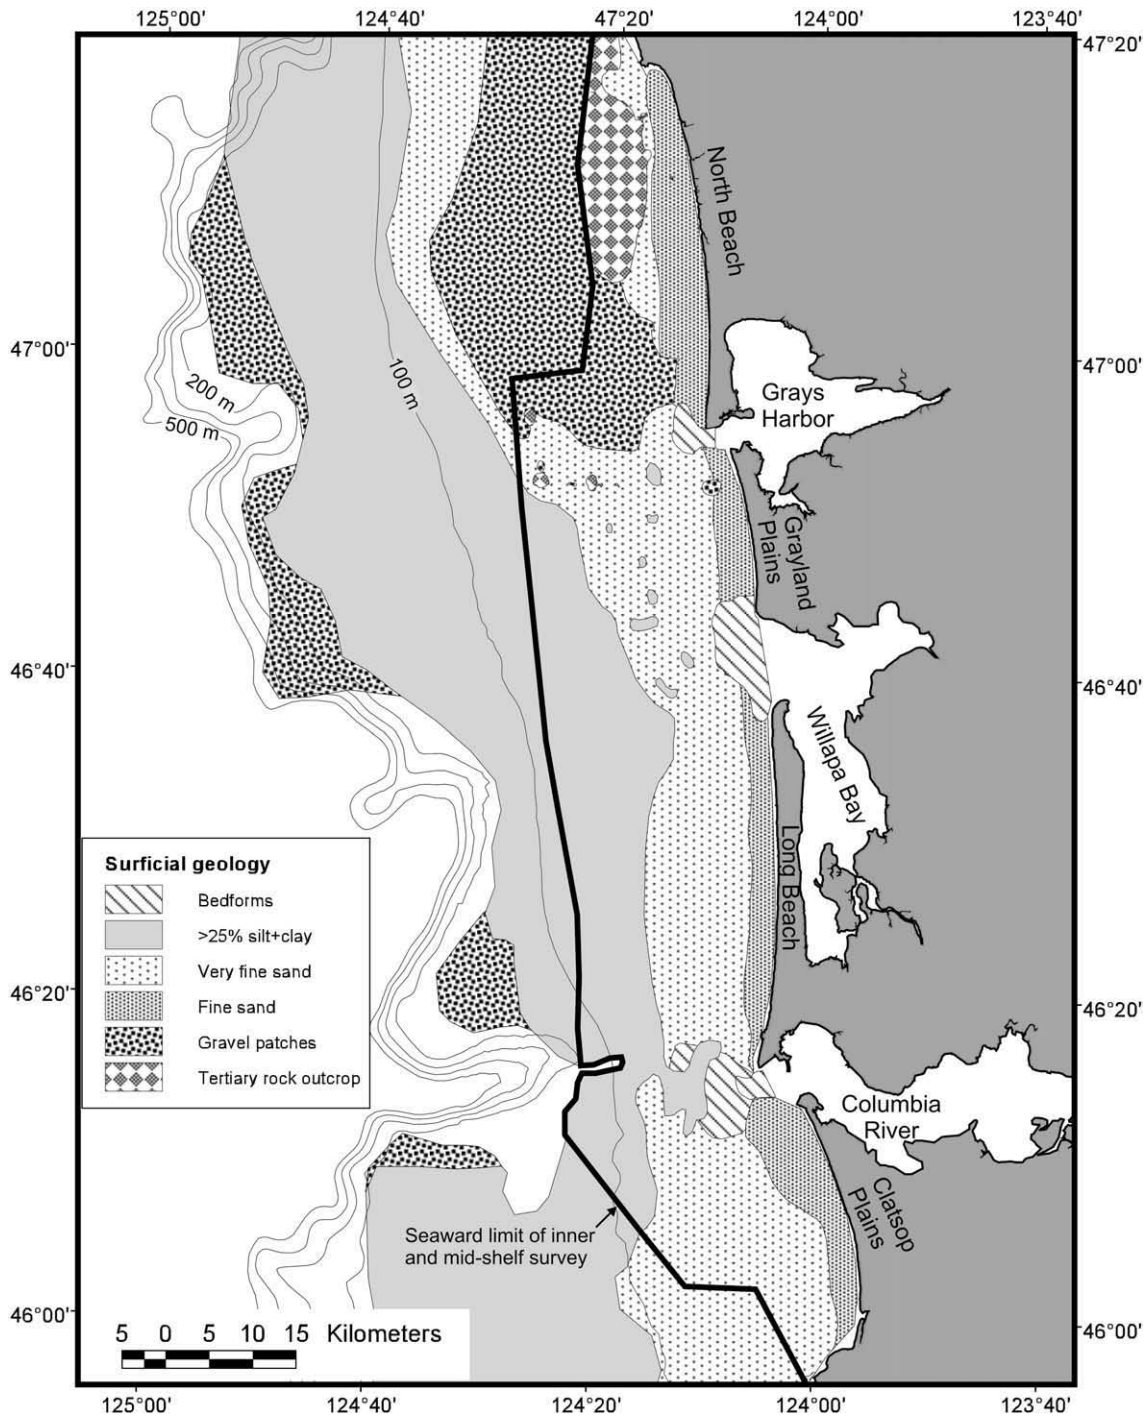 125°00'
124°40'
47°20'
124°00'
123°40'
47°20'
North Beach
47°00'
47°00'
100 m
200 m
500 m
Grays
Harbor
Grayland
Plains
46°40'
46°40'
Willapa Bay
Long Beach
Surficial geology
Bedforms
>25% silt+clay
Very fine sand
Fine sand
Gravel patches
Tertiary rock outcrop
46°20'
46°20'
Columbia
River
Clatsop
Plains
Seaward limit of inner
and mid-shelf survey
46°00'
46°00'
5 0 5 10 15 Kilometers
125°00'
124°40'
124°20'
124°00'
123°40'